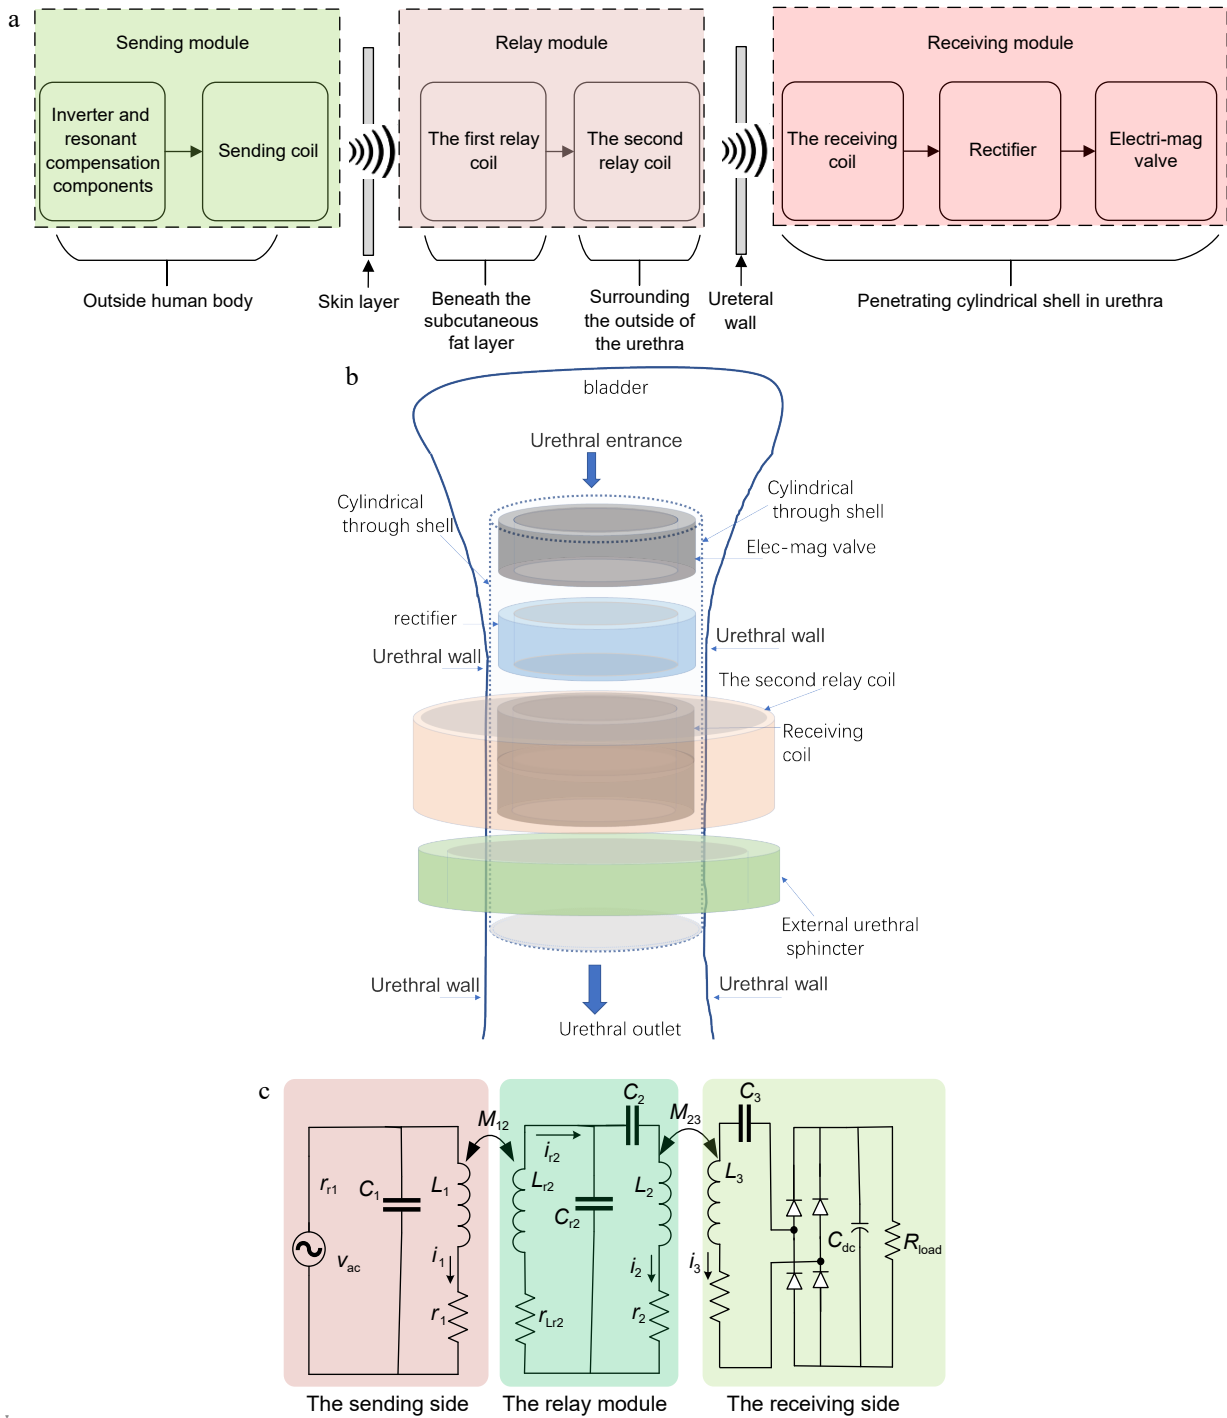 a
Sending module
Relay module
Receiving module
Inverter and
resonant
compensation
components
Sending coil
The first relay
coil
The second
relay coil
The receiving
coil
Rectifier
Electri-mag
valve
Outside human body
Skin layer
Beneath the
subcutaneous
fat layer
Surrounding
the outside of
the urethra
Ureteral
wall
Penetrating cylindrical shell in urethra
b
bladder
Urethral entrance
Cylindrical
through shell
Cylindrical
through shell
Elec-mag valve
rectifier
Urethral wall
Urethral wall
The second relay coil
Receiving
coil
External urethral
sphincter
Urethral wall
Urethral wall
Urethral outlet
c
C2
C3
M12
M23
ir2
rr1
C1
L1
Lr2
L2
L3
Cr2
vac
i1
i2
i3
Cdc
Rload
r1
rLr2
r2
The sending side
The relay module
The receiving side